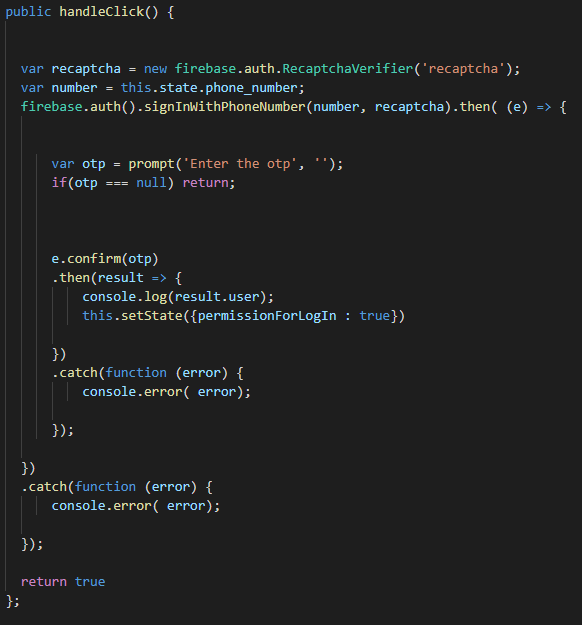 public handleClick() {
var recaptcha = new firebase.auth.RecaptchaVerifier('recaptcha');
var number = this.state.phone_number;
firebase.auth().signInWithPhoneNumber(number, recaptcha).then( (e) => {
var otp = prompt('Enter the otp', '');
if(otp === null) return;
e.confirm(otp)
.then(result => {
console.log(result.user);
this.setState({permissionForLogIn : true})
})
.catch(function (error) {
console.error( error);
});
})
.catch(function (error) {
console.error( error);
});
return true
};